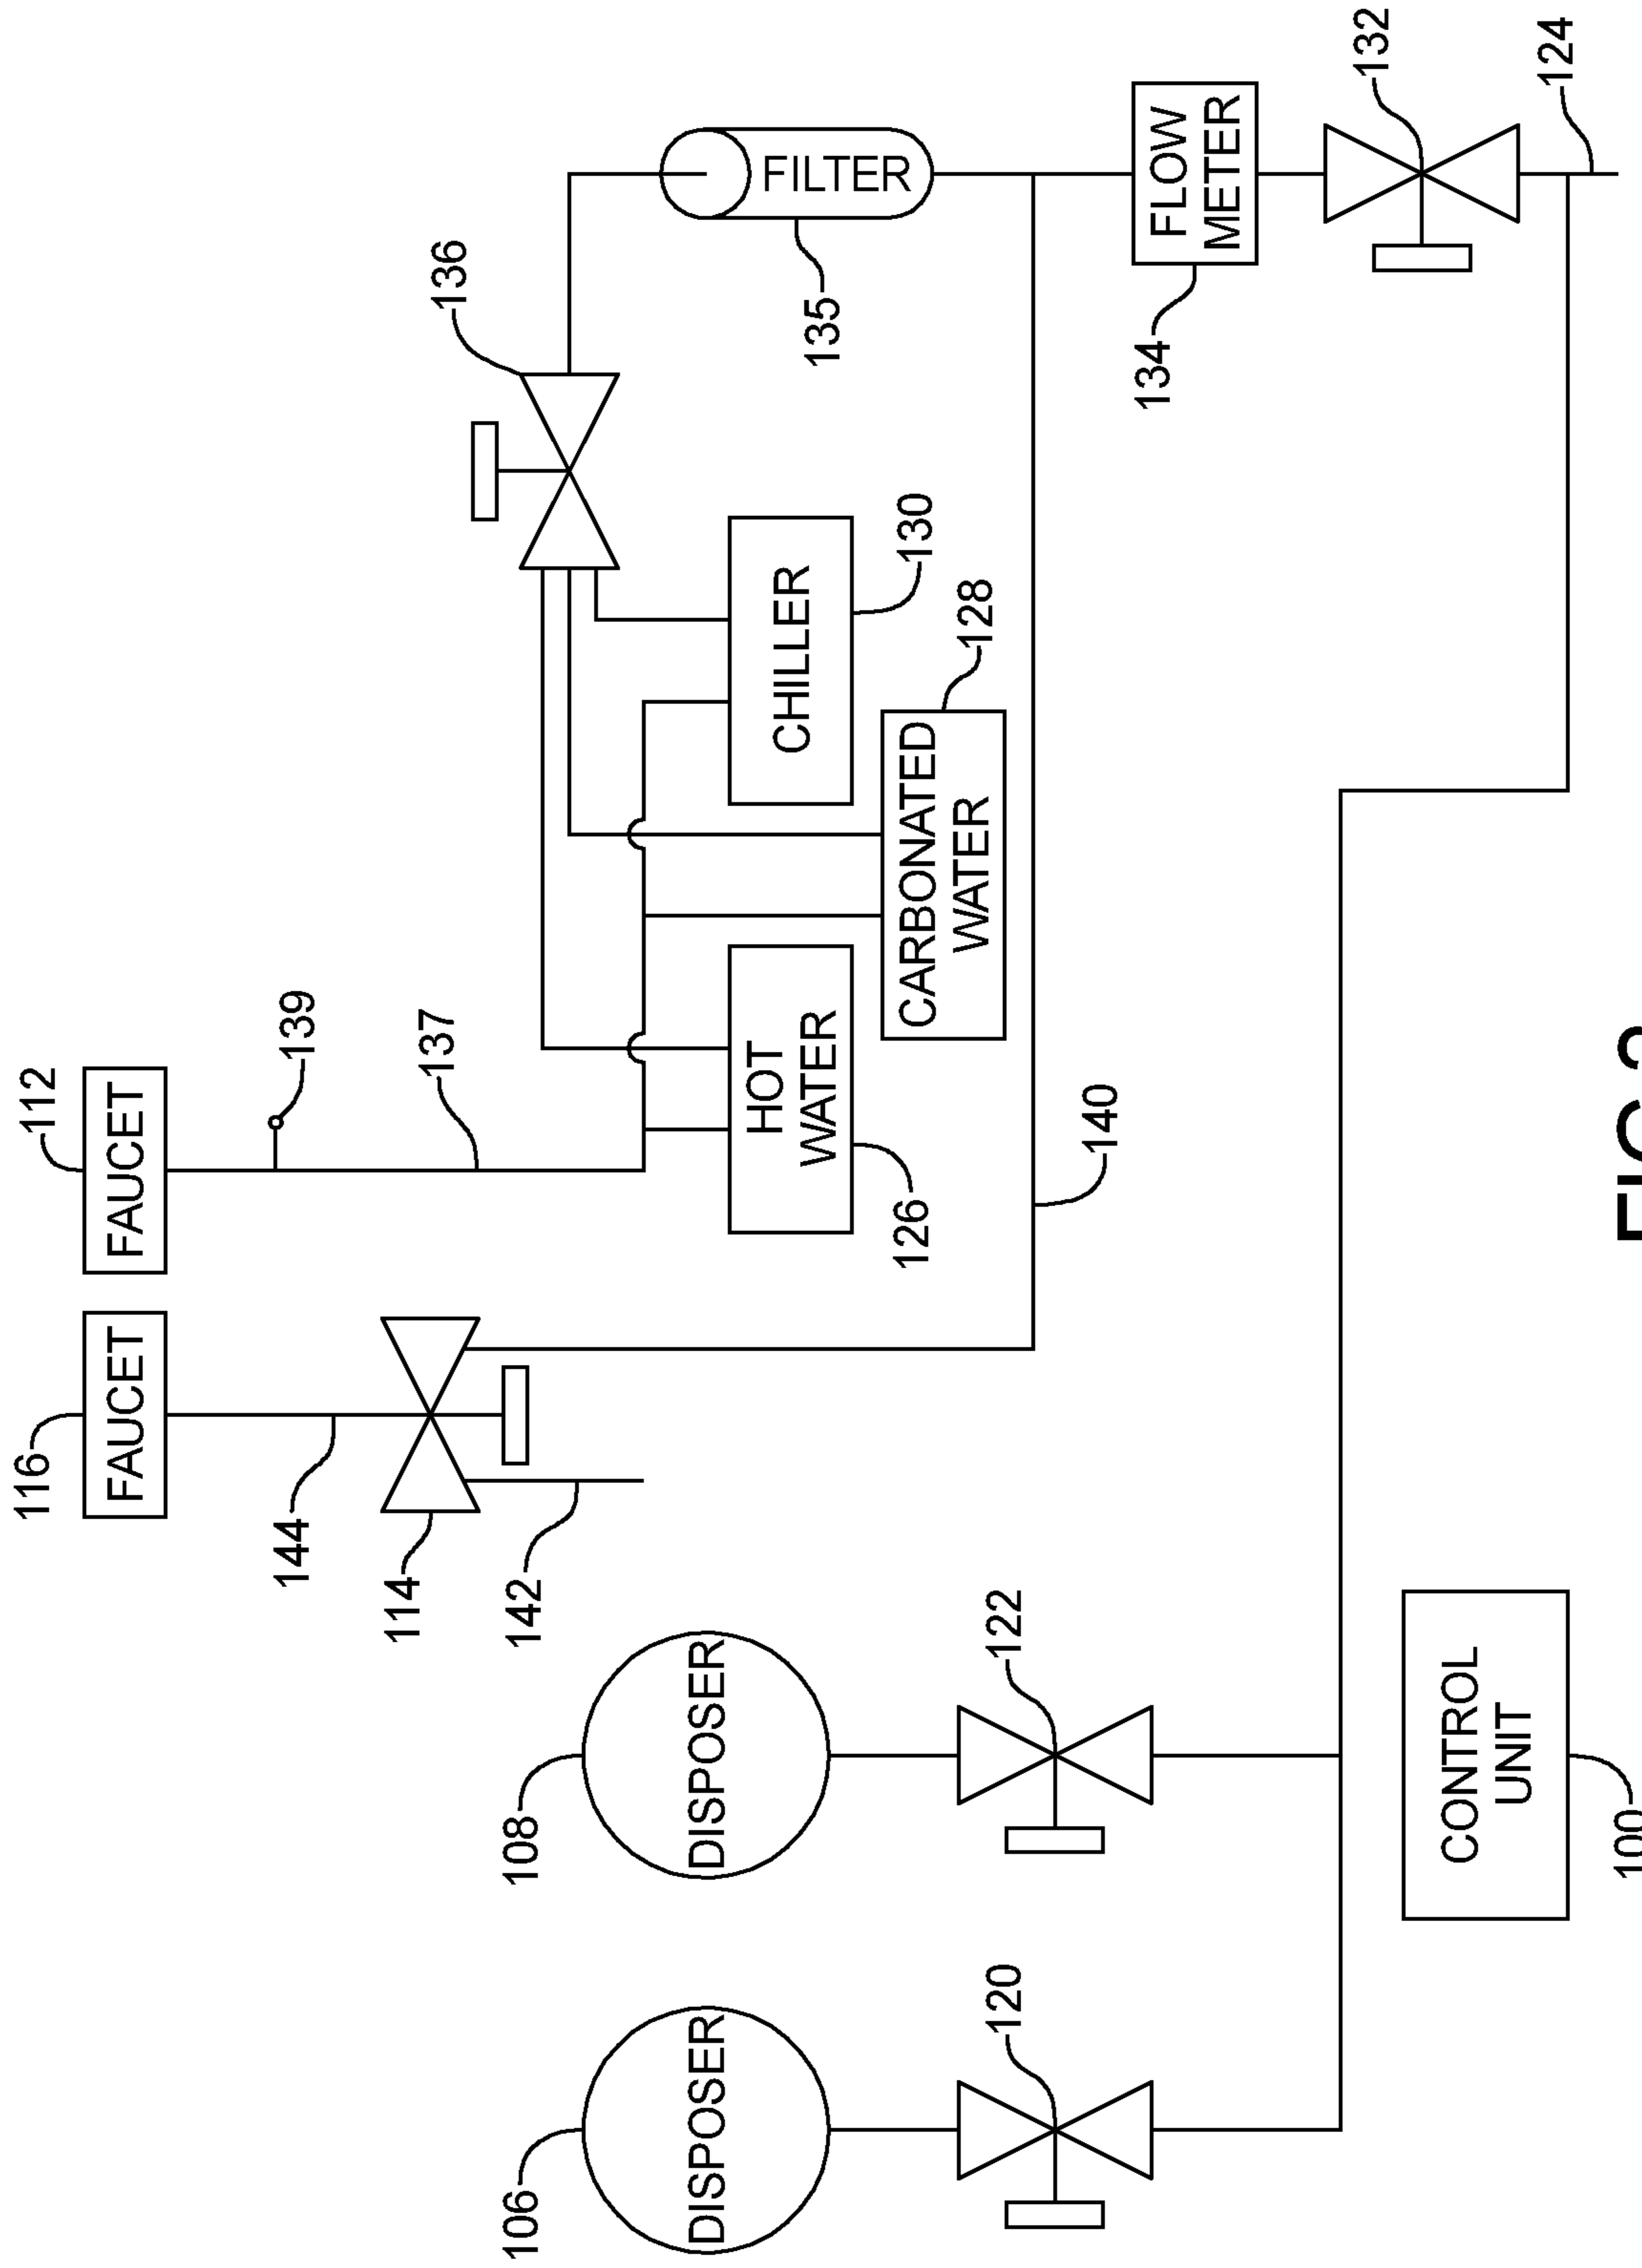 116
112
FAUCET
FAUCET
144
139
114
137
136
106
108
142
DISPOSER
DISPOSER
HOT
WATER
CHILLER
FILTER
135
126
130
CARBONATED
WATER
128
120
122
140
134
FLOW
METER
132
CONTROL
UNIT
124
100